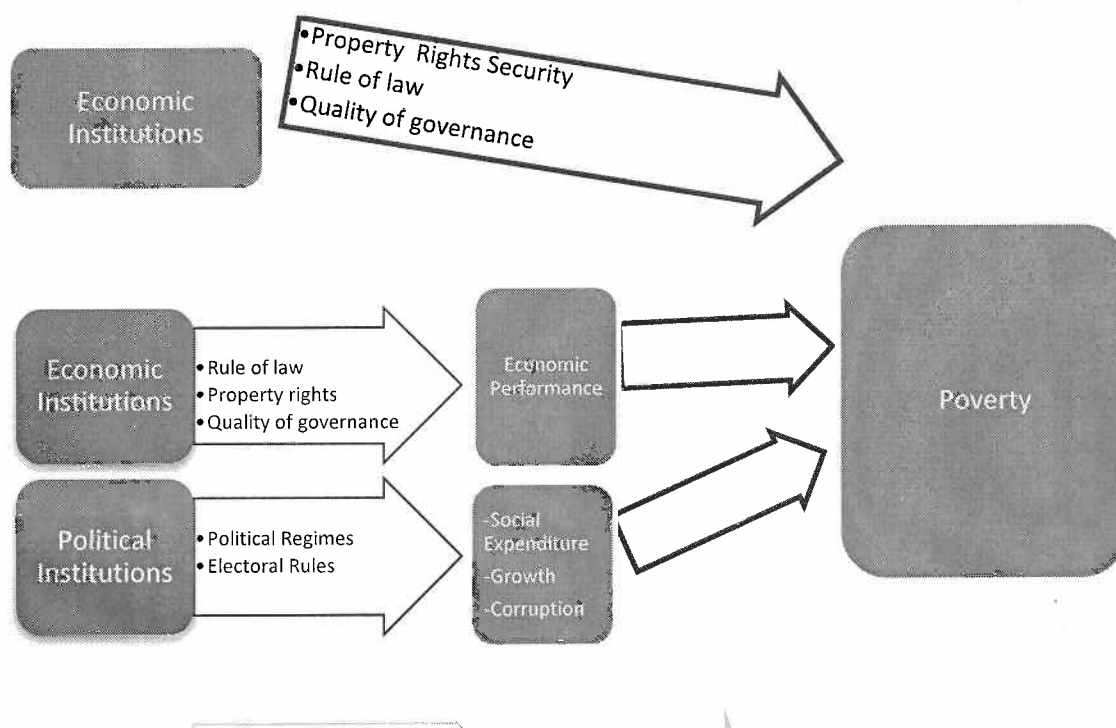 Economic
Institutions
•Property Rights Security
•Rule of law
•Quality of governance
Economic
Institutions
•Rule of law
•Property rights
•Quality of governance
Economic
Performance
Poverty
Political
Institutions
•Political Regimes
•Electoral Rules
-Social
Expenditure
-Growth
-Corruption